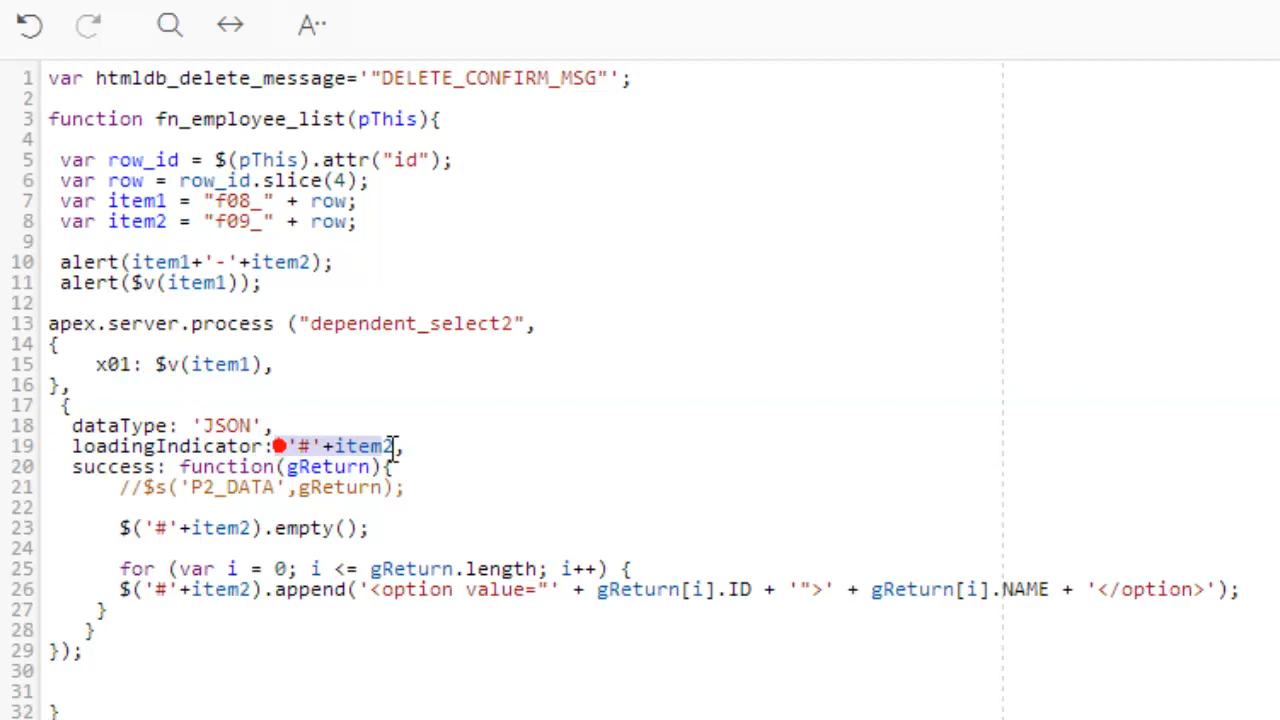 A
1 var htmldb_delete_message='"DELETE_CONFIRM_MSG"';
2
3 function fn_employee_list(pThis){
4
5 var row_id = $(pThis).attr("id");
6 var row = row_id.slice(4);
7 var item1 = "f08_" + row;
8 var item2 = "f09_" + row;
9
10 alert(item1+'-'+item2);
11 alert($v(item1));
12
13 apex.server.process ("dependent_select2",
14 {
15 x01: $v(item1),
16 },
17 {
18 dataType: 'JSON',
19 loadingIndicator: '#'+item2,
20 success: function(gReturn){
21 //$s('P2_DATA',gReturn);
22
23 $('#'+item2).empty();
24
25 for (var i = 0; i <= gReturn.length; i++) {
26 $('#'+item2).append('<option value="' + gReturn[i].ID + '">' + gReturn[i].NAME + '</option>');
27 }
28 }
29 });
30
31
32 }